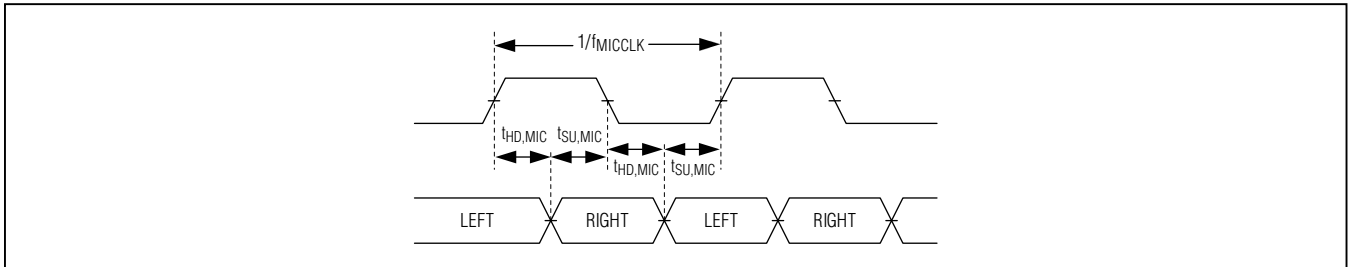 1/fMICCLK
tHD,MIC tSU,MIC
tHD,MIC tSU,MIC
LEFT RIGHT LEFT RIGHT